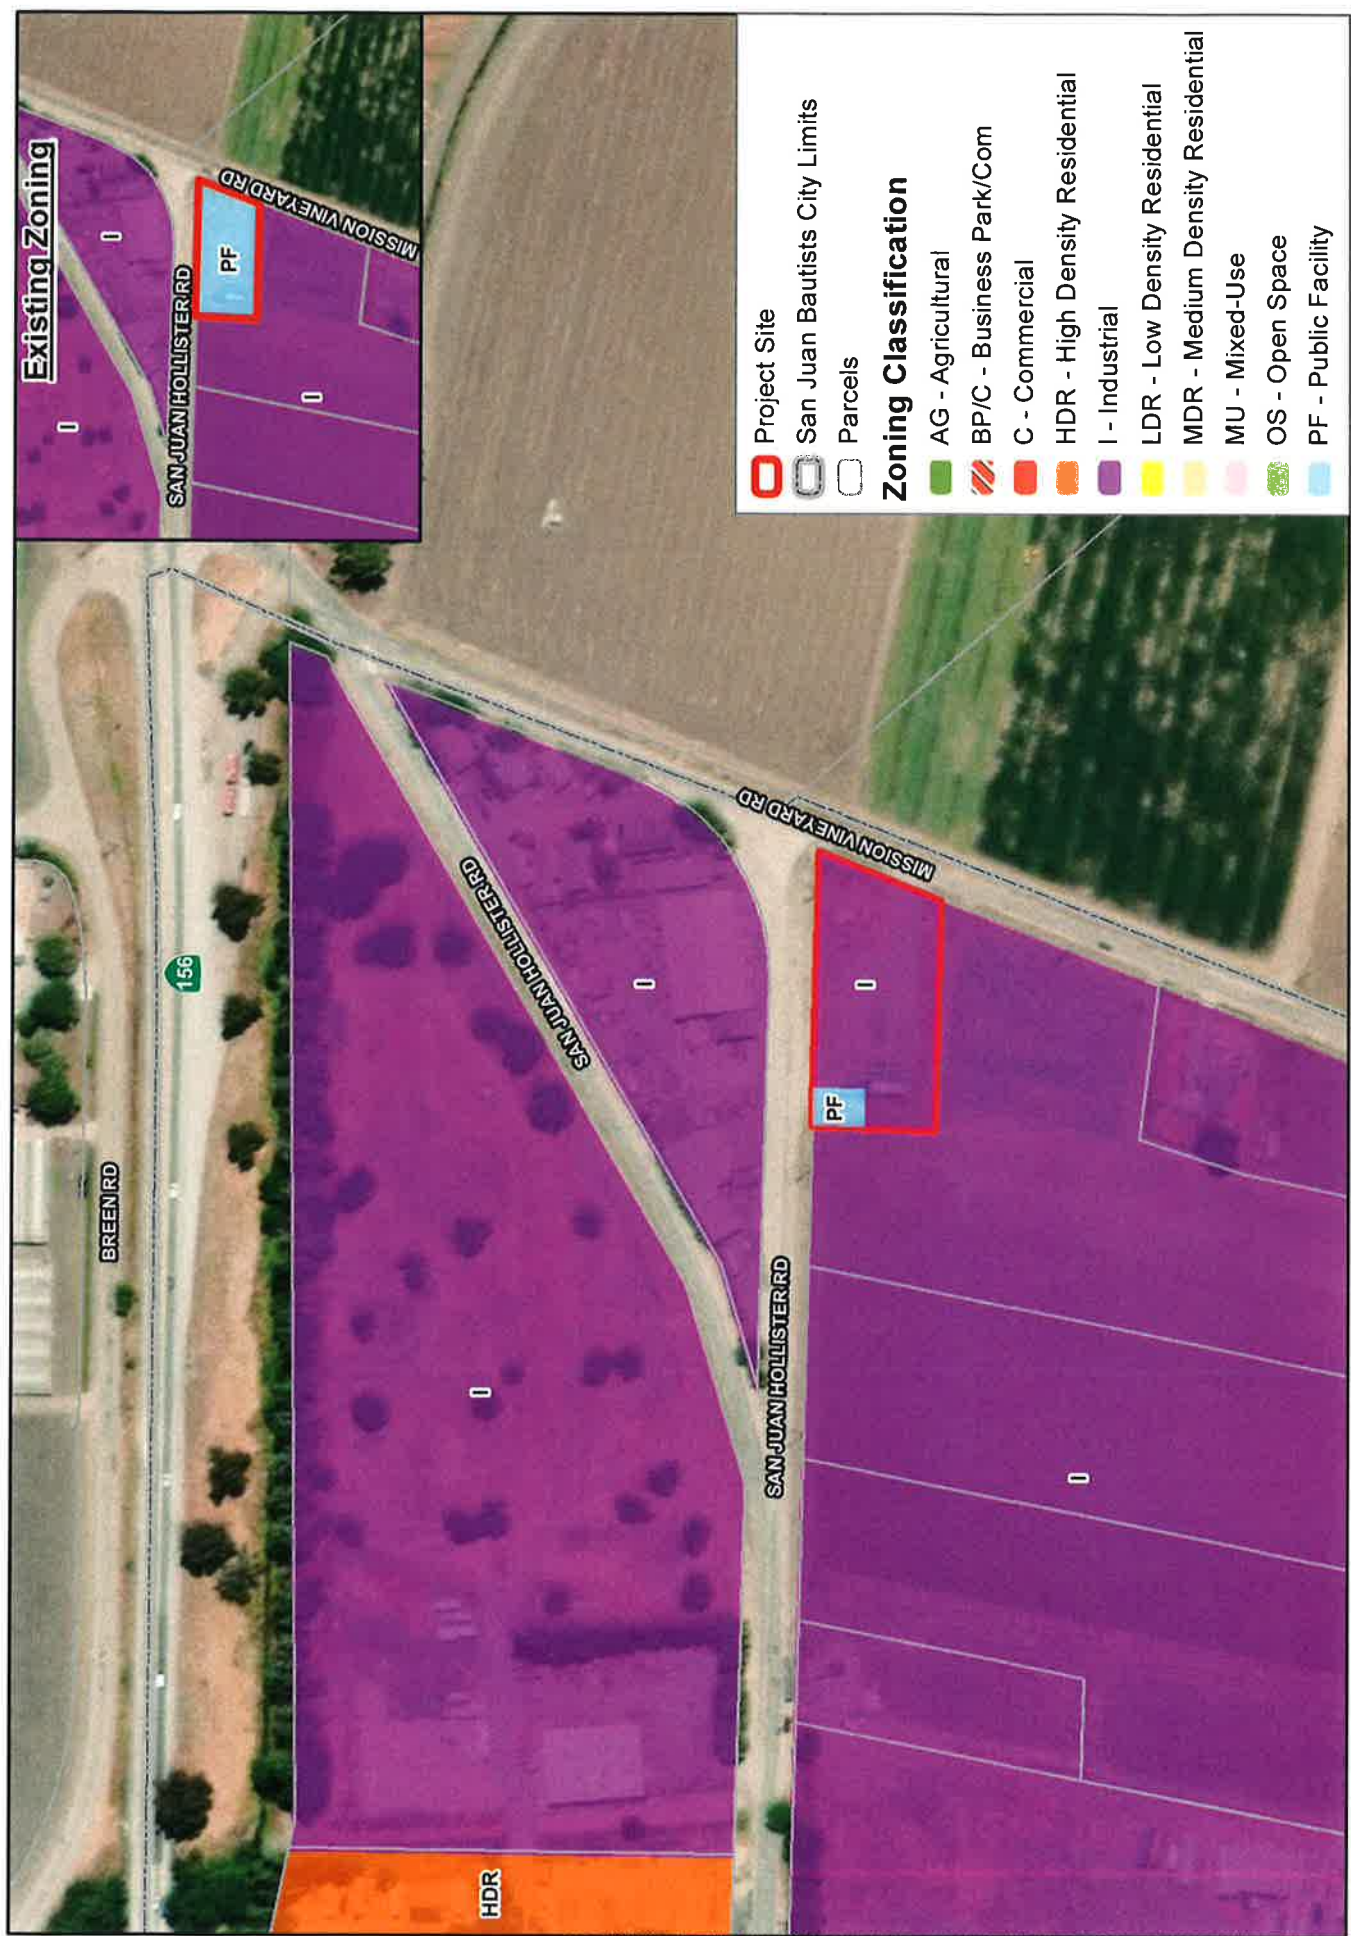 Existing Zoning
I
I
SAN JUAN HOLLISTER RD
PF
MISSION VINEYARD RD
I
BREEN RD
156
SAN JUAN HOLLISTER RD
MISSION VINEYARD RD
I
I
I
PF
SAN JUAN HOLLISTER RD
I
HDR
Project Site
San Juan Bautists City Limits
Parcels
Zoning Classification
AG - Agricultural
BP/C - Business Park/Com
C - Commercial
HDR - High Density Residential
I - Industrial
LDR - Low Density Residential
MDR - Medium Density Residential
MU - Mixed-Use
OS - Open Space
PF - Public Facility